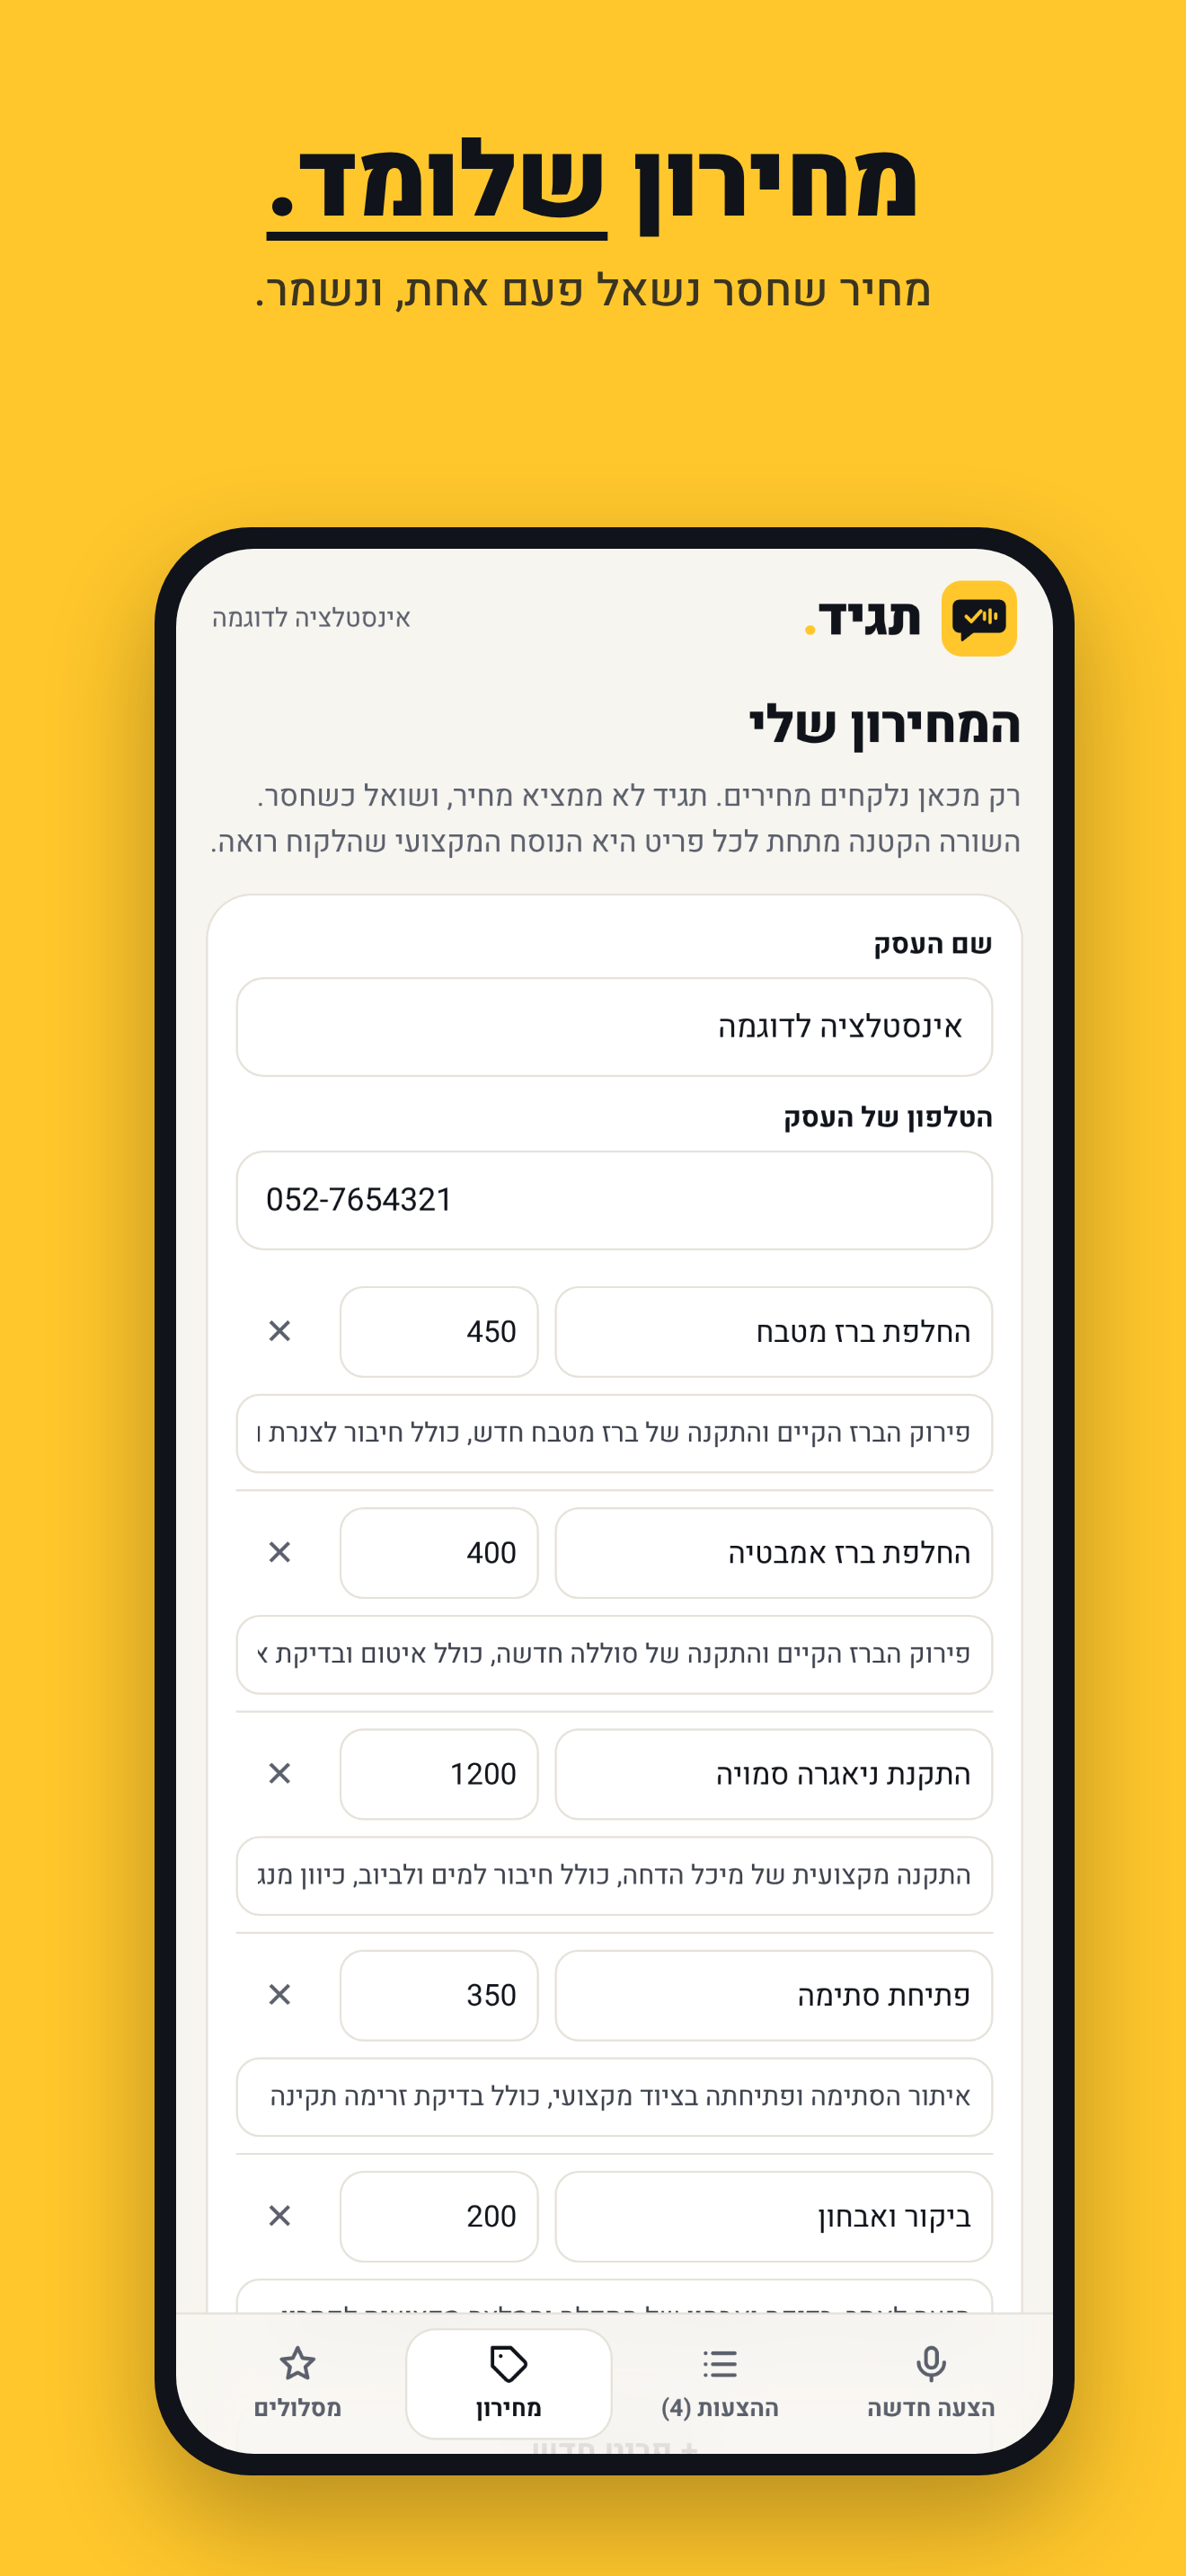 מחירון שלומד.
מחיר שחסר נשאל פעם אחת, ונשמר.
תגיד.
אינסטלציה לדוגמה
המחירון שלי
רק מכאן נלקחים מחירים. תגיד לא ממציא מחיר, ושואל כשחסר.
השורה הקטנה מתחת לכל פריט היא הנוסח המקצועי שהלקוח רואה.
שם העסק
אינסטלציה לדוגמה
הטלפון של העסק
052-7654321
החלפת ברז מטבח 450 ✕
פירוק הברז הקיים והתקנה של ברז מטבח חדש, כולל חיבור לצנרת
החלפת ברז אמבטיה 400 ✕
פירוק הברז הקיים והתקנה של סוללה חדשה, כולל איטום ובדיקת
התקנת ניאגרה סמויה 1200 ✕
התקנה מקצועית של מיכל הדחה, כולל חיבור למים ולביוב, כיוון מנג
פתיחת סתימה 350 ✕
איתור הסתימה ופתיחתה בציוד מקצועי, כולל בדיקת זרימה תקינה
ביקור ואבחון 200 ✕
+ פריט חדש
הצעה חדשה
ההצעות (4)
מחירון
מסלולים